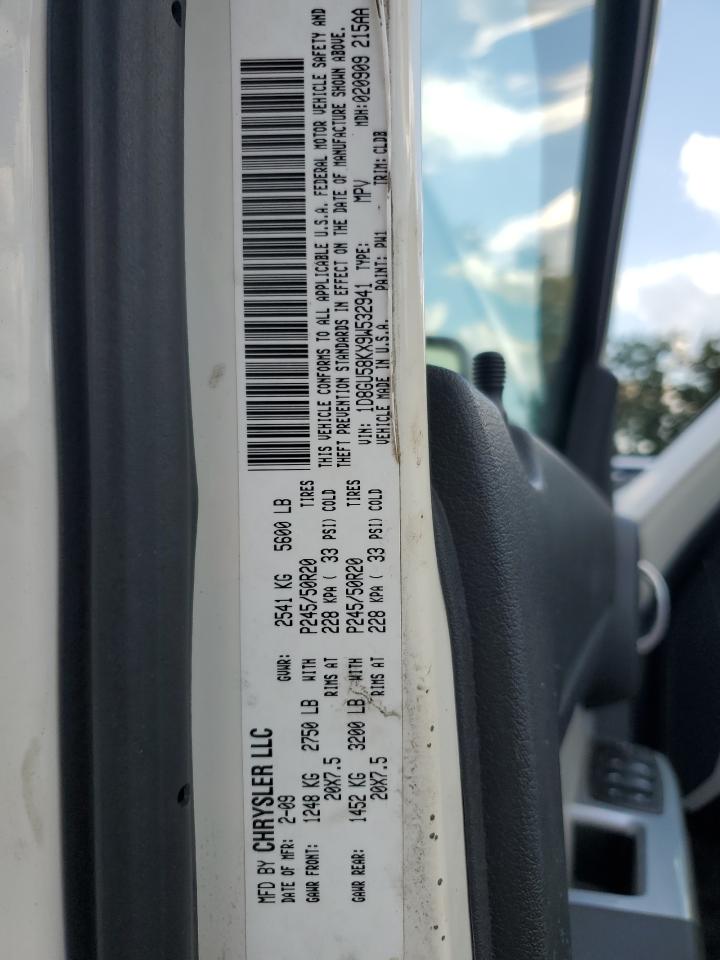 MFD BY CHRYSLER LLC
DATE OF MFR: 2-09 GVWR: 2541 KG 5600 LB
GAWR FRONT: 1248 KG 2750 LB WITH P245/50R20 TIRES
20X7.5 RIMS AT 228 KPA ( 33 PSI) COLD
GAWR REAR: 1452 KG 3200 LB WITH P245/50R20 TIRES
20X7.5 RIMS AT 228 KPA ( 33 PSI) COLD
THIS VEHICLE CONFORMS TO ALL APPLICABLE U.S.A. FEDERAL MOTOR VEHICLE SAFETY AND
THEFT PREVENTION STANDARDS IN EFFECT ON THE DATE OF MANUFACTURE SHOWN ABOVE.
VIN: 1D8GU58KX9W532941 TYPE: MPV MDH:020909 215AA
VEHICLE MADE IN U.S.A. PAINT: PW1 TRIM: CLDB